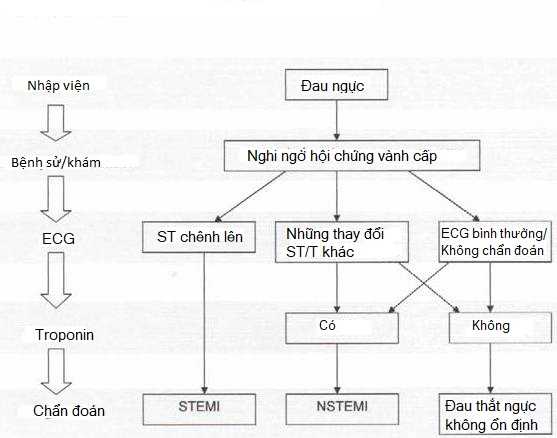 Nhập viện
Đau ngực
Bệnh sử/khám
Nghi ngờ hội chứng vành cấp
ECG
ST chênh lên
Những thay đổi
ST/T khác
ECG bình thường/
Không chẩn đoán
Troponin
Có
Không
Chẩn đoán
STEMI
NSTEMI
Đau thắt ngực
không ổn định